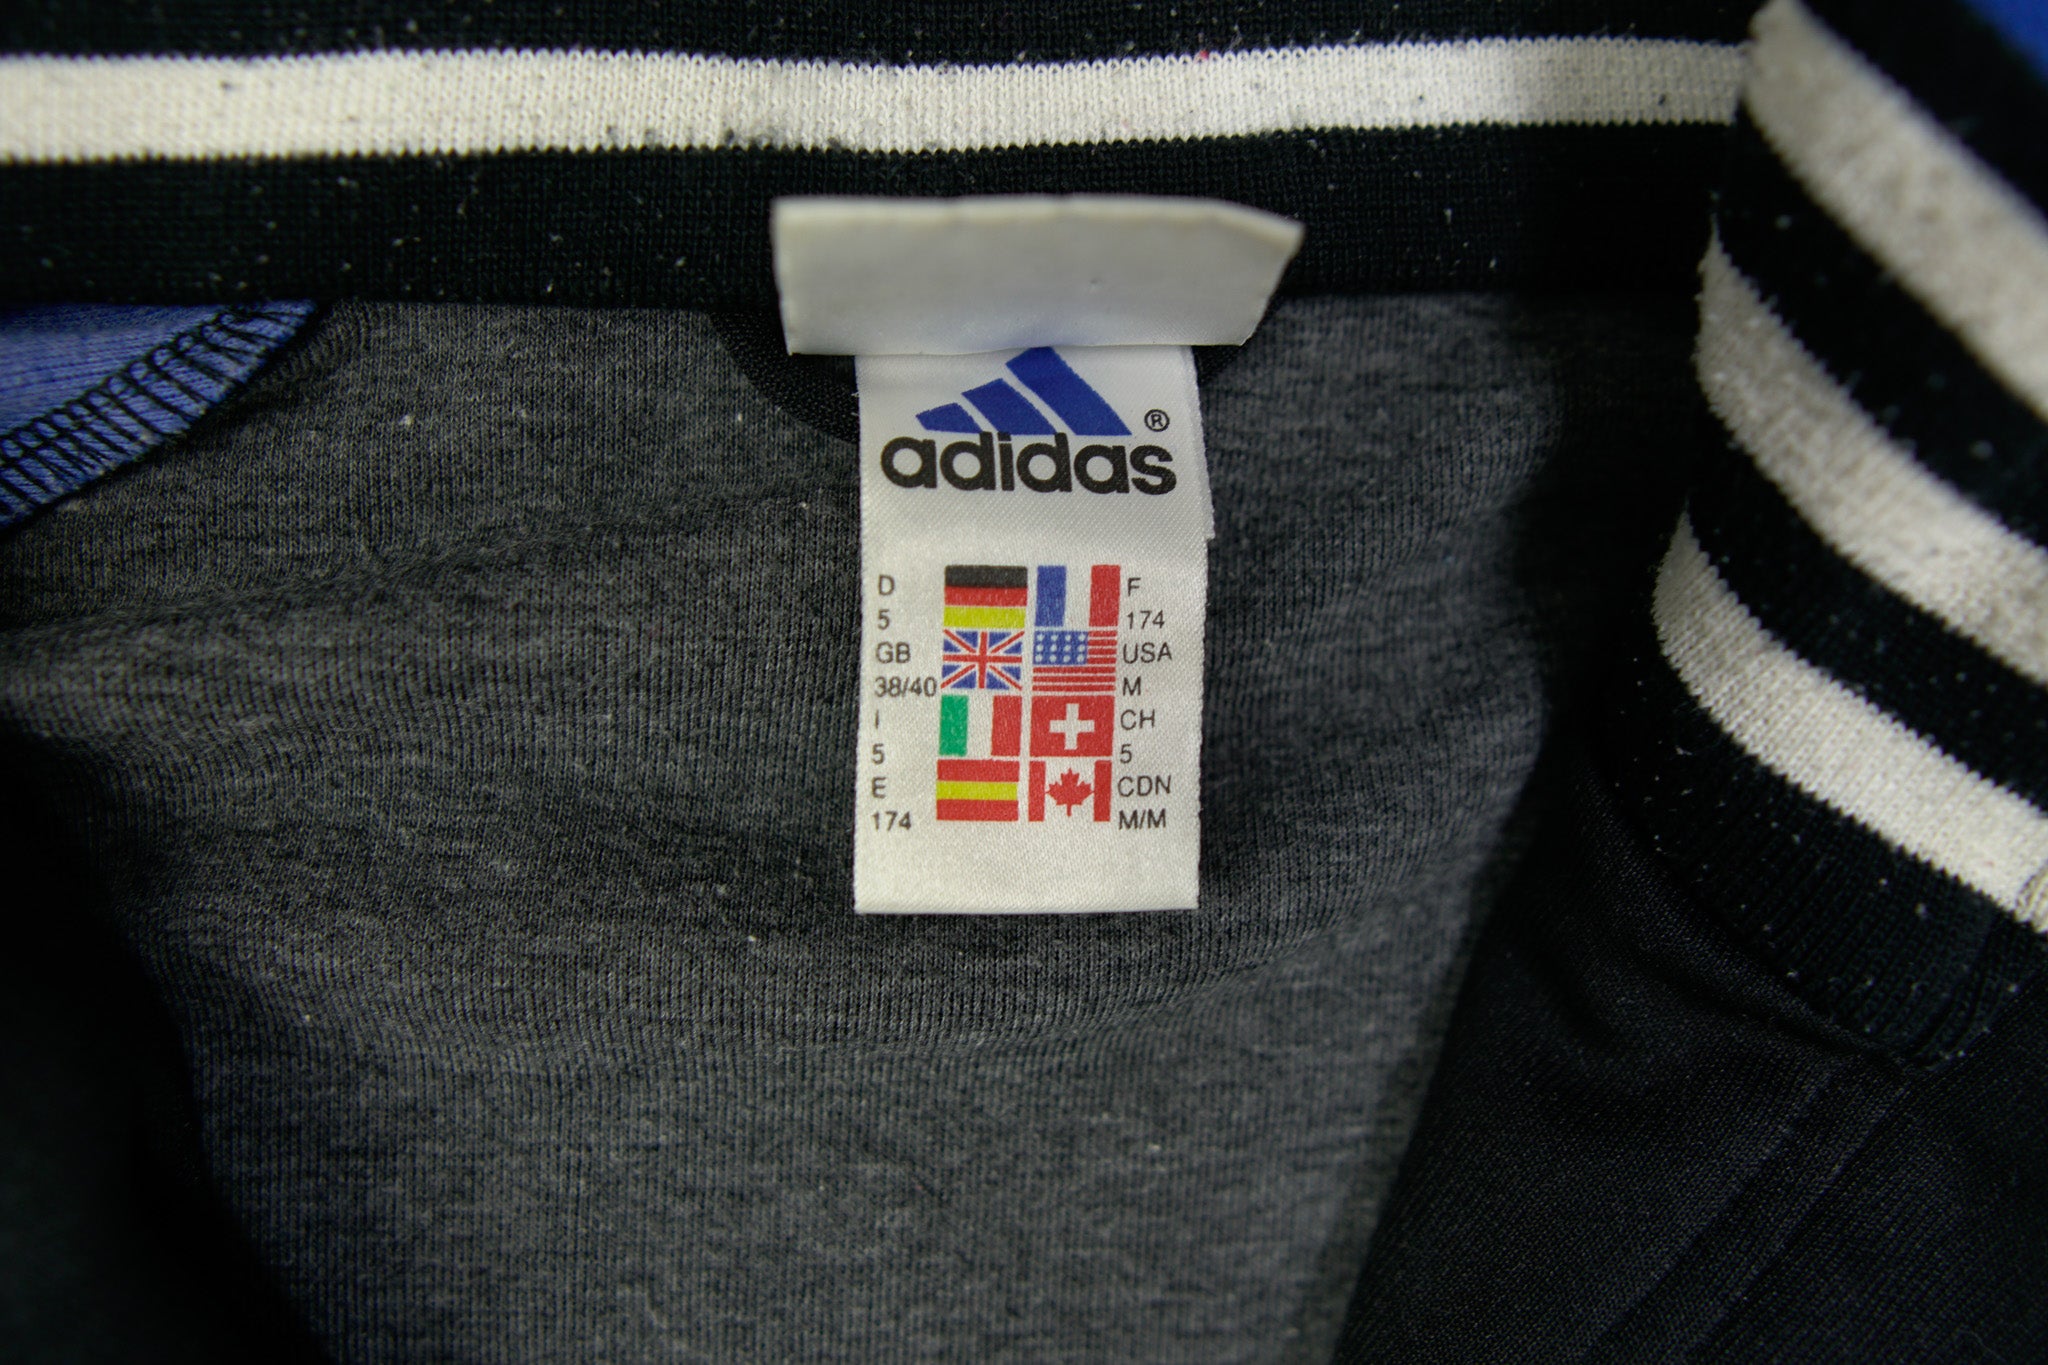 adidas®
D F
5 174
GB USA
38/40 M
I CH
5 5
E CDN
174 M/M